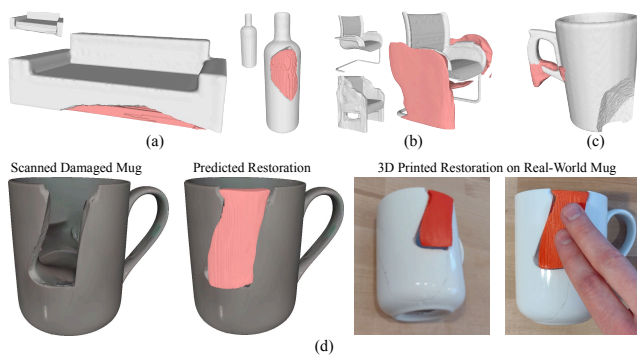 (a)
(b)
(c)
Scanned Damaged Mug
Predicted Restoration
3D Printed Restoration on Real-World Mug
(d)